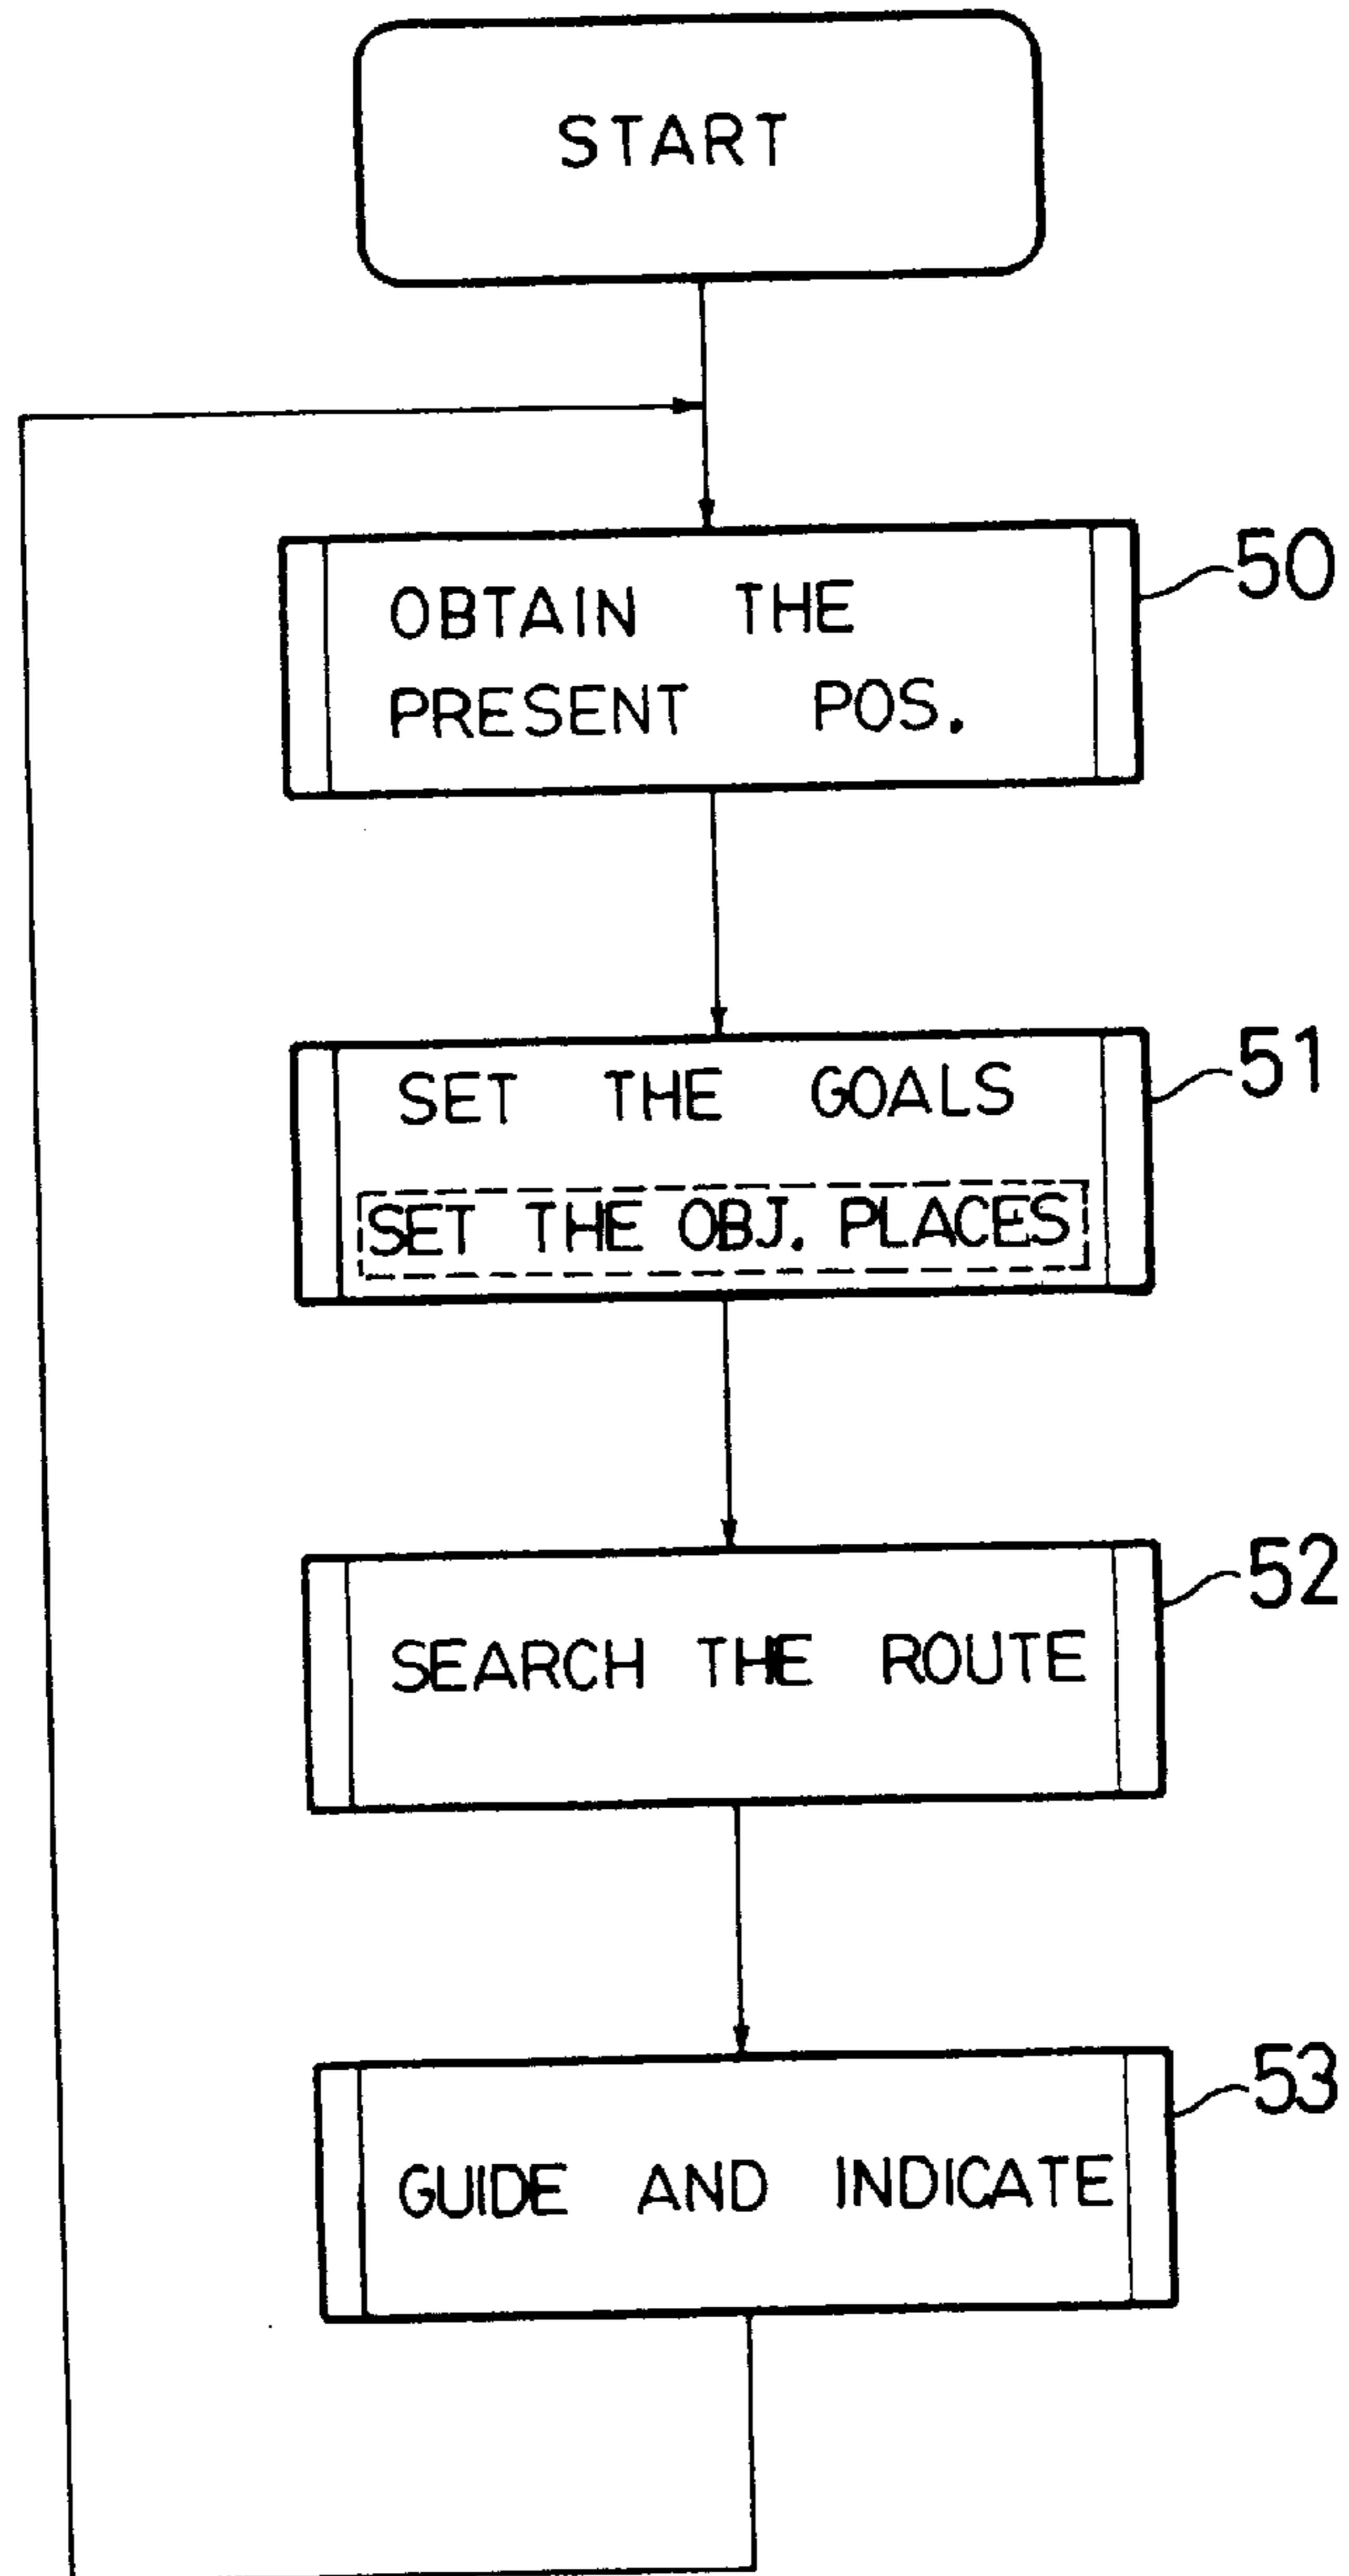 START
OBTAIN THE
PRESENT POS.
50
SET THE GOALS
SET THE OBJ. PLACES
51
SEARCH THE ROUTE
52
GUIDE AND INDICATE
53